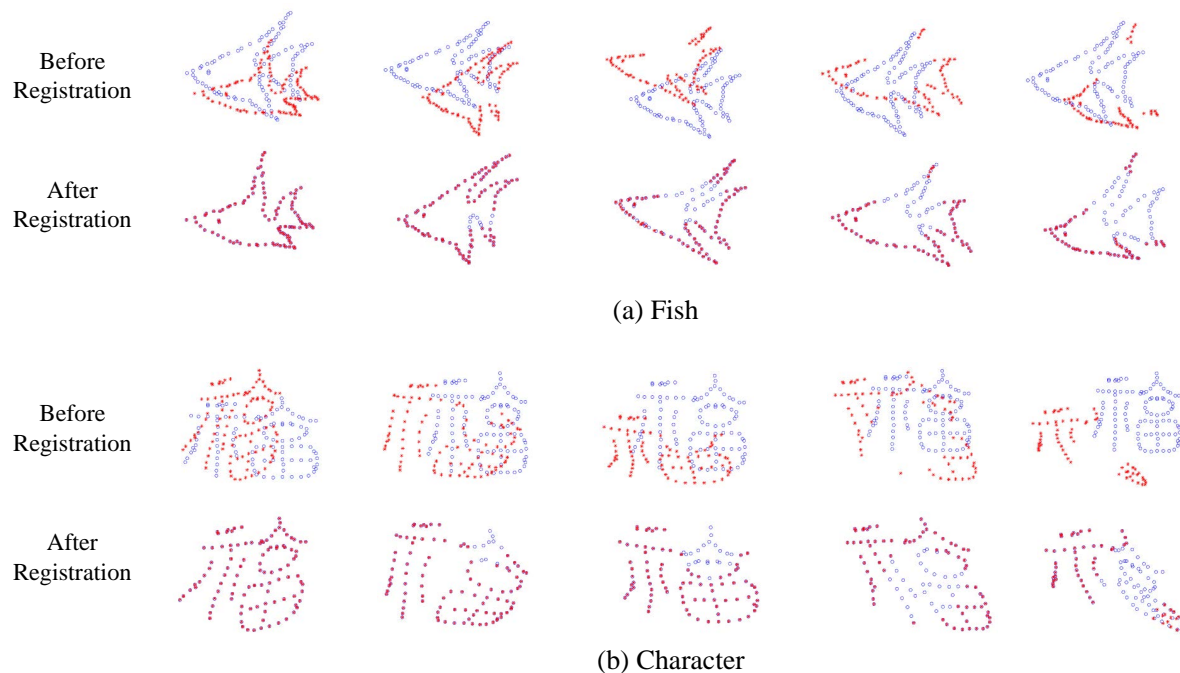 Before
Registration
After
Registration
(a) Fish
Before
Registration
After
Registration
(b) Character